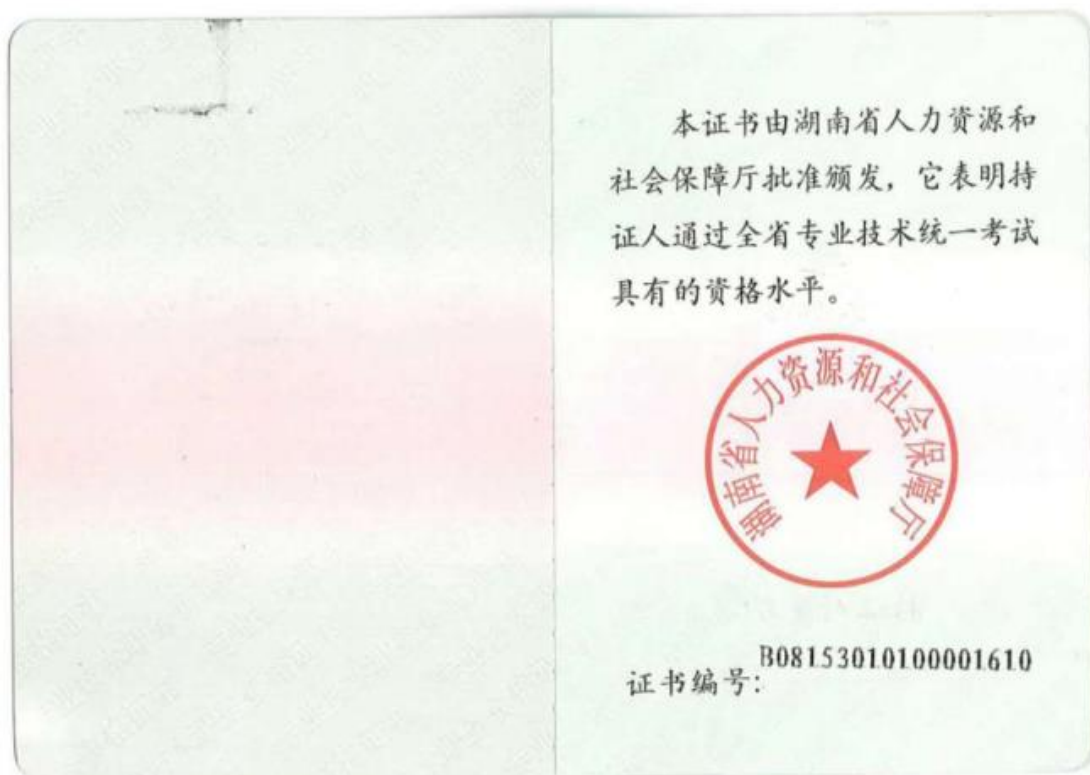 本证书由湖南省人力资源和
社会保障厅批准颁发，它表明持
证人通过全省专业技术统一考试
具有的资格水平。
湖南省人力资源和社会保障厅
B08153010100001610
证书编号：